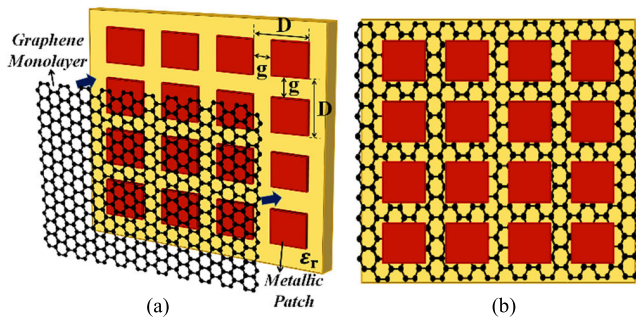 Graphene
Monolayer
D
g
g
D
εr
Metallic
Patch
(a)
(b)